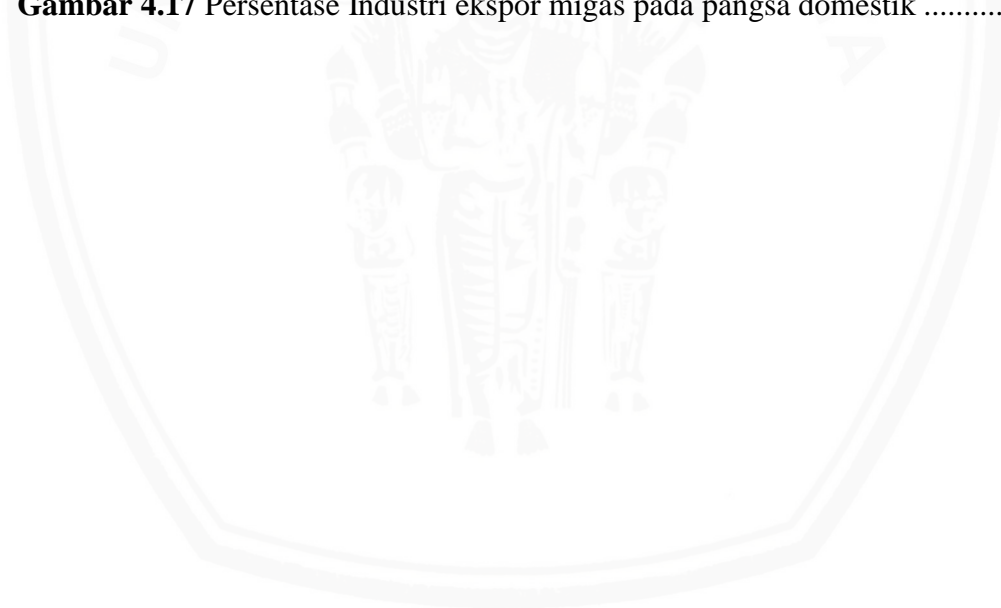 Gambar 4.17 Persentase Industri ekspor migas pada pangsa domestik ..........